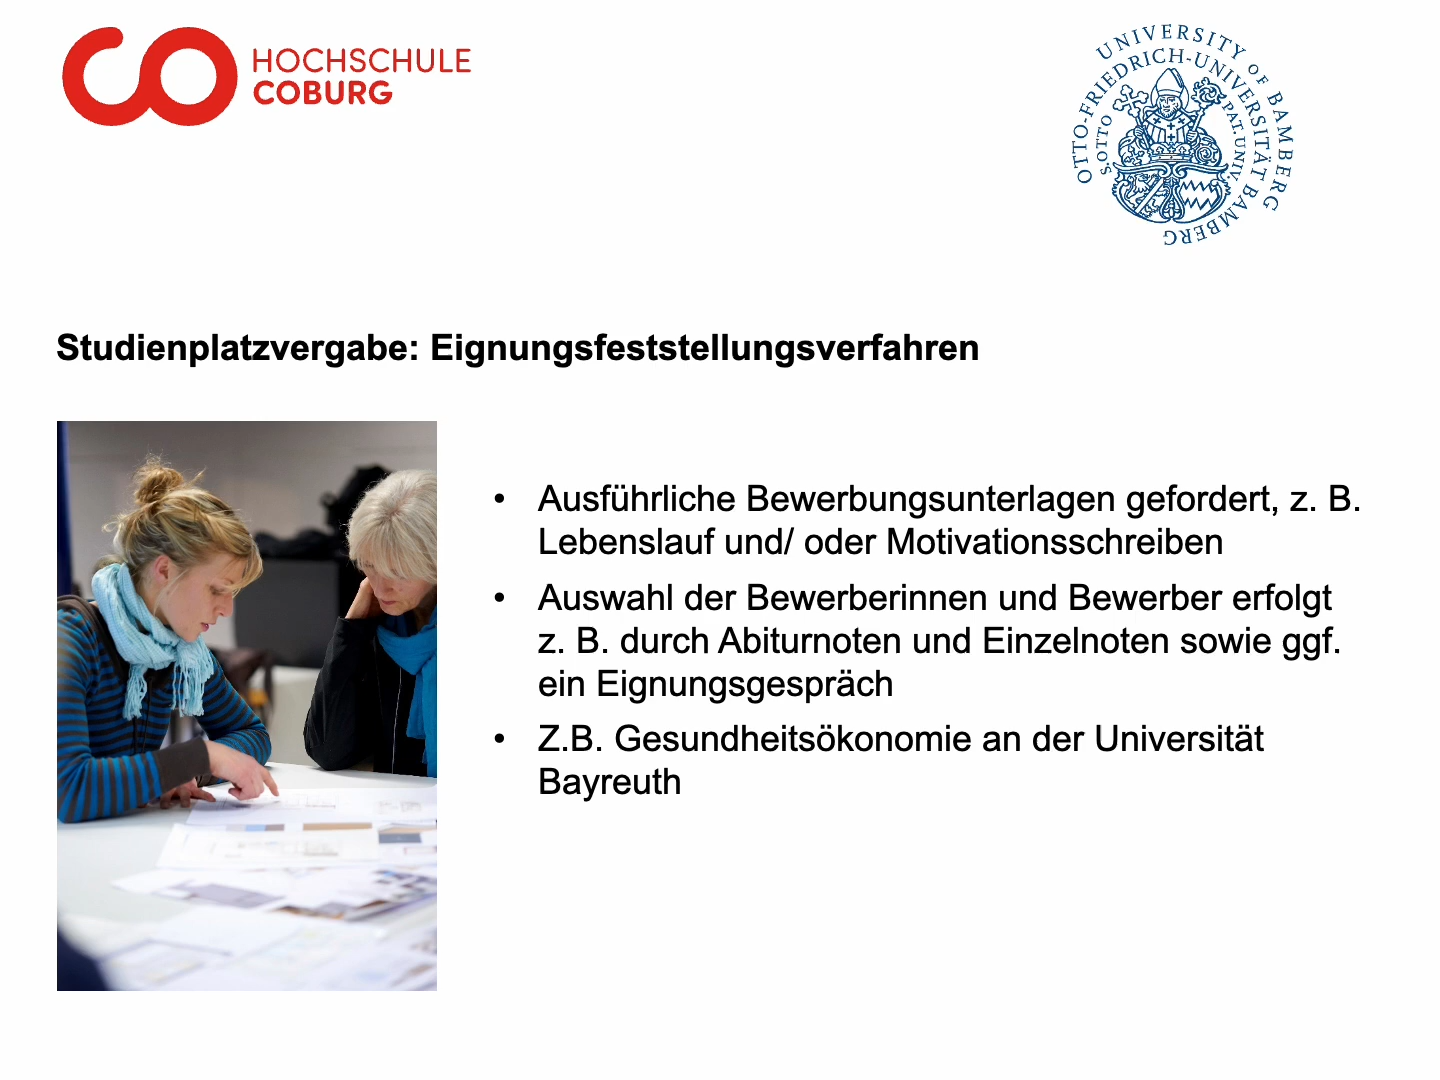 HOCHSCHULE
COBURG
UNIVERSITY OF BAMBERG
OTTO-FRIEDRICH-UNIVERSITÄT BAMBERG
S. OTTO
PAT. UNIV.
Studienplatzvergabe: Eignungsfeststellungsverfahren
• Ausführliche Bewerbungsunterlagen gefordert, z. B.
Lebenslauf und/ oder Motivationsschreiben
• Auswahl der Bewerberinnen und Bewerber erfolgt
z. B. durch Abiturnoten und Einzelnoten sowie ggf.
ein Eignungsgespräch
• Z.B. Gesundheitsökonomie an der Universität
Bayreuth